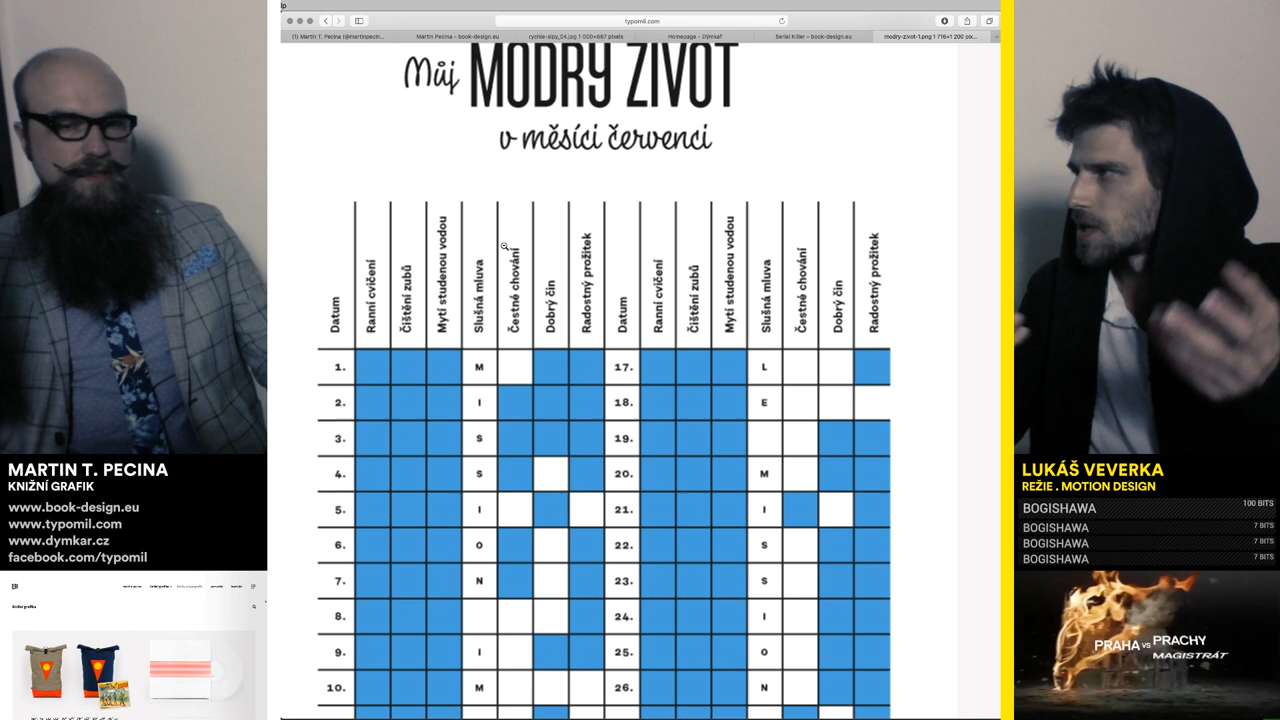 typomil.com
(1) Martin T. Pecina (@martinpecin...
Martin Pecina – book-design.eu
rychle-sipy_04.jpg 1 000×667 pixels
Homepage - Dýmkař
Serial Killer – book-design.eu
modry-zivot-1.png 1 716×1 200 pix...
Můj MODRÝ ŽIVOT
v měsíci červenci
Datum Ranní cvičení Čištění zubů Mytí studenou vodou Slušná mluva Čestné chování Dobrý čin Radostný prožitek Datum Ranní cvičení Čištění zubů Mytí studenou vodou Slušná mluva Čestné chování Dobrý čin Radostný prožitek
1. M 17. L
2. I 18. E
3. S 19.
4. S 20. M
5. I 21. I
6. O 22. S
7. N 23. S
8. 24. I
9. I 25. O
10. M 26. N
MARTIN T. PECINA
KNIŽNÍ GRAFIK
www.book-design.eu
www.typomil.com
www.dymkar.cz
facebook.com/typomil
Knižní grafika
LUKÁŠ VEVERKA
REŽIE . MOTION DESIGN
BOGISHAWA 100 BITS
BOGISHAWA 7 BITS
BOGISHAWA 7 BITS
BOGISHAWA 7 BITS
PRAHA vs PRACHY
MAGISTRÁT